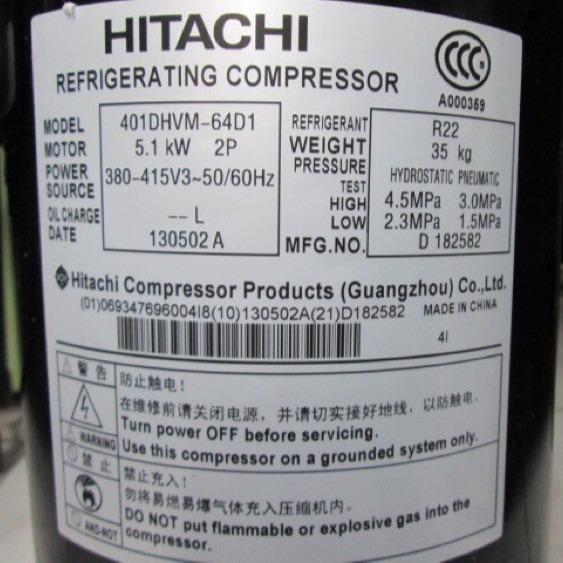 HITACHI
REFRIGERATING COMPRESSOR
CCC S
A000369
MODEL 401DHVM-64D1
MOTOR 5.1 kW 2P
POWER SOURCE 380-415V3~50/60Hz
OIL CHARGE -- L
DATE 130502 A
REFRIGERANT R22
WEIGHT 35 kg
PRESSURE TEST HYDROSTATIC PNEUMATIC
HIGH 4.5MPa 3.0MPa
LOW 2.3MPa 1.5MPa
MFG.NO. D 182582
Hitachi Compressor Products (Guangzhou) Co.,Ltd.
(01)06934769600418(10)130502A(21)D182582 MADE IN CHINA
4I
警告
防止触电!
在维修前请关闭电源，并请切实接好地线，以防触电.
WARNING
Turn power OFF before servicing.
Use this compressor on a grounded system only.
禁止
禁止充入!
勿将易燃易爆气体充入压缩机内.
AND-NOT
DO NOT put flammable or explosive gas into the
compressor.